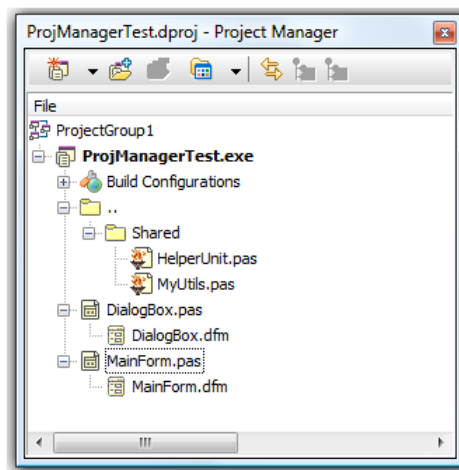 ProjManagerTest.dproj - Project Manager
File
ProjectGroup1
ProjManagerTest.exe
Build Configurations
..
Shared
HelperUnit.pas
MyUtils.pas
DialogBox.pas
DialogBox.dfm
MainForm.pas
MainForm.dfm